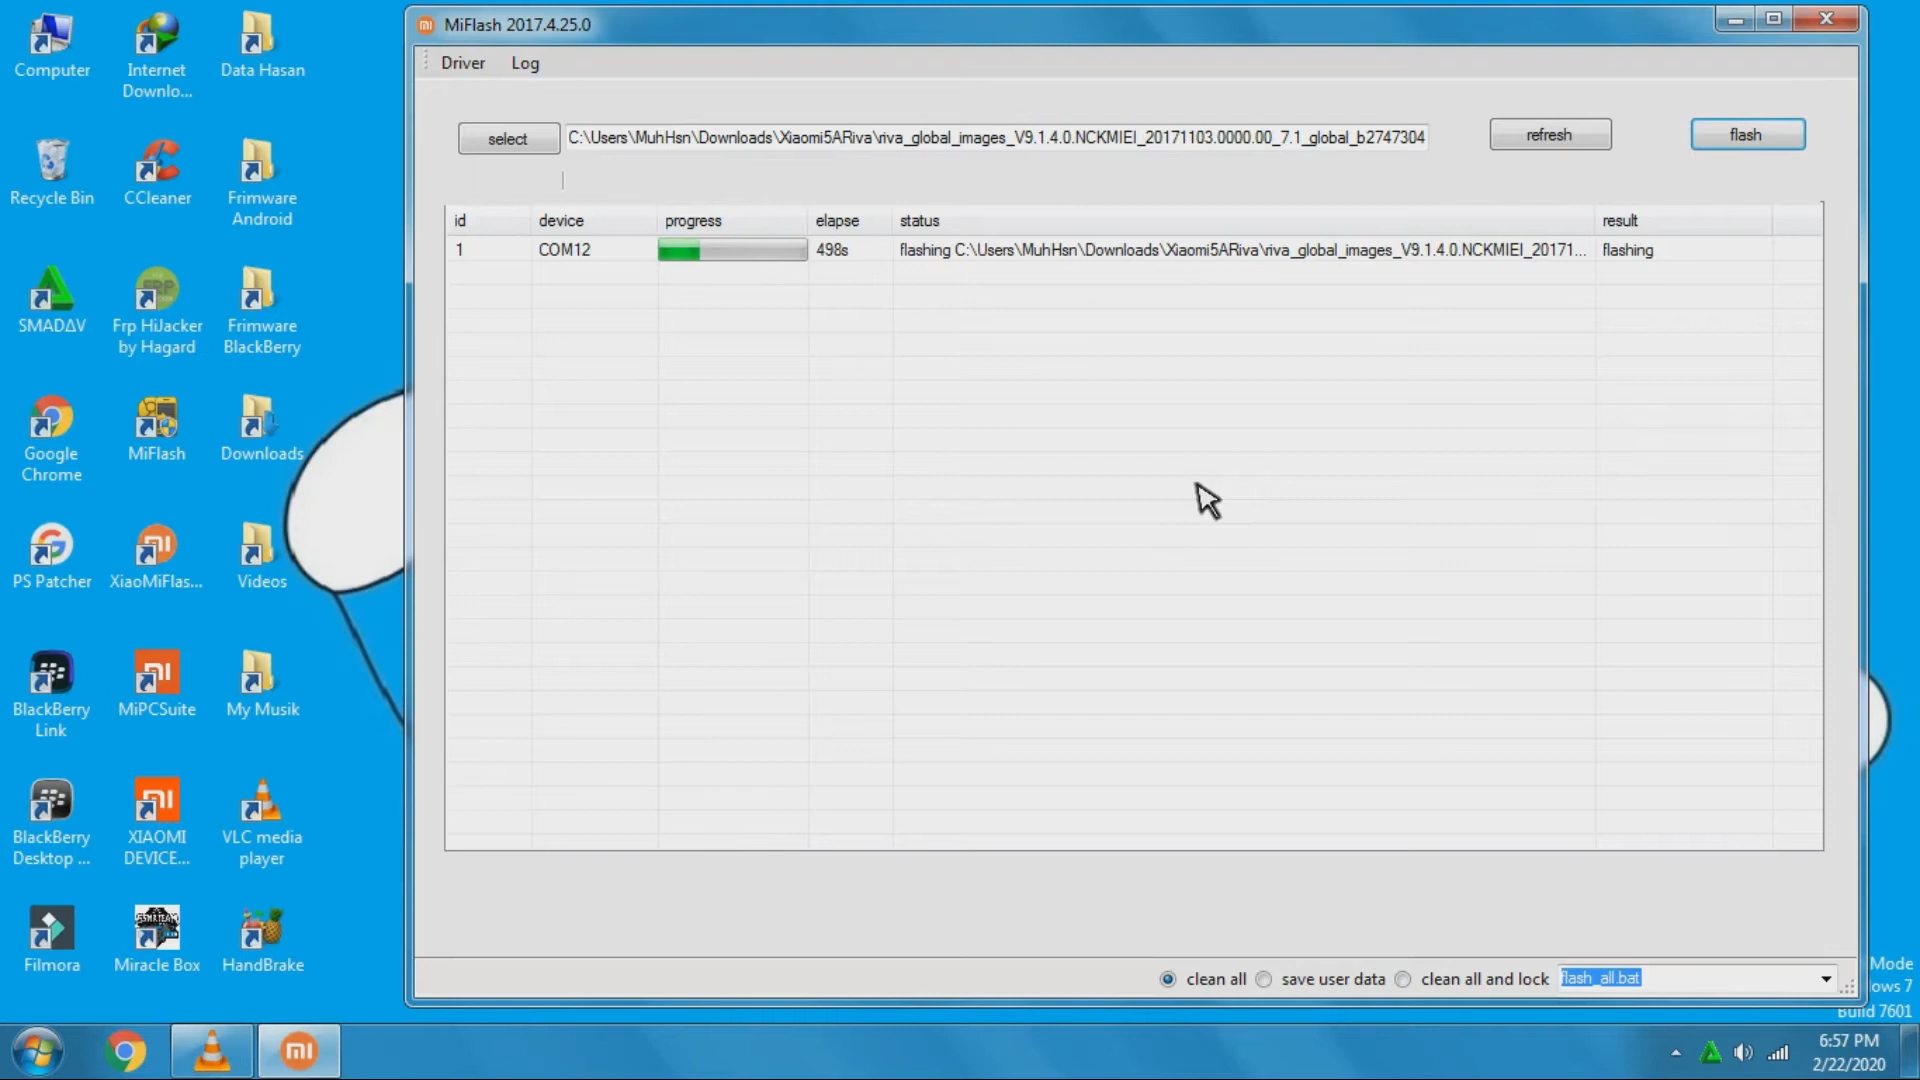 Computer
Internet
Downlo...
Data Hasan
Recycle Bin
CCleaner
Frimware
Android
SMADΔV
Frp HiJacker
by Hagard
Frimware
BlackBerry
Google
Chrome
MiFlash
Downloads
PS Patcher
XiaoMiFlas...
Videos
BlackBerry
Link
MiPCSuite
My Musik
BlackBerry
Desktop ...
XIAOMI
DEVICE...
VLC media
player
Filmora
Miracle Box
HandBrake
MiFlash 2017.4.25.0
Driver Log
select C:\Users\MuhHsn\Downloads\Xiaomi5ARiva\riva_global_images_V9.1.4.0.NCKMIEI_20171103.0000.00_7.1_global_b2747304 refresh flash
id device progress elapse status result
1 COM12 498s flashing C:\Users\MuhHsn\Downloads\Xiaomi5ARiva\riva_global_images_V9.1.4.0.NCKMIEI_20171... flashing
clean all save user data clean all and lock flash_all.bat
Mode
ows 7
Build 7601
6:57 PM
2/22/2020